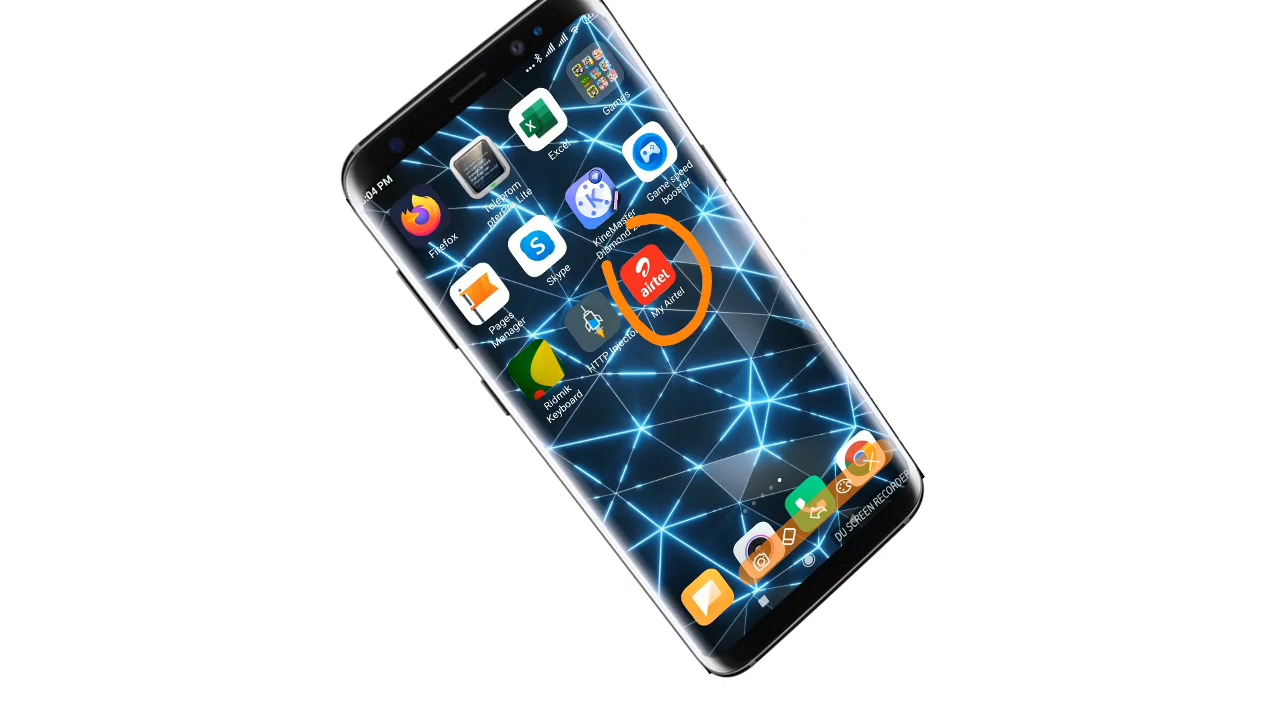 :04 PM
Firefox
Teleprom
Excel
Games
Pages
Manager
Skype
KineMaster
Game speed
booster
Ridmik
Keyboard
HTTP Injector
airtel
My Airtel
DU SCREEN RECORDER